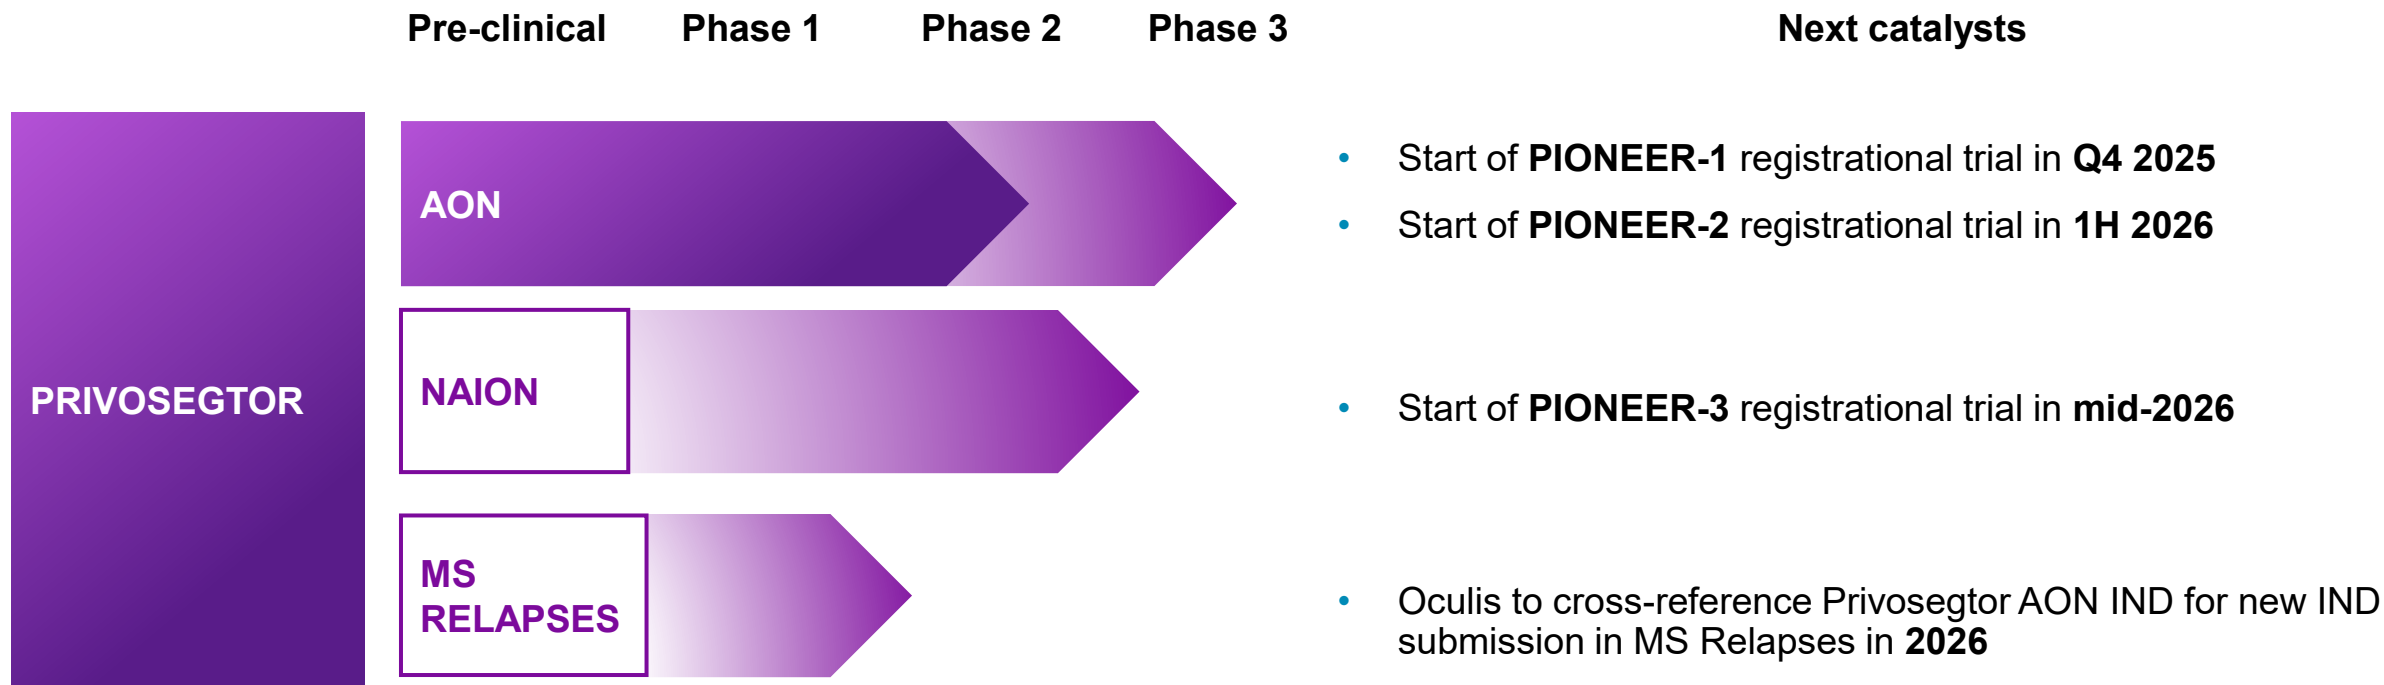 Pre-clinical Phase 1 Phase 2 Phase 3 Next catalysts
PRIVOSEGTOR
AON
• Start of PIONEER-1 registrational trial in Q4 2025
• Start of PIONEER-2 registrational trial in 1H 2026
NAION
• Start of PIONEER-3 registrational trial in mid-2026
MS
RELAPSES
• Oculis to cross-reference Privosegtor AON IND for new IND
submission in MS Relapses in 2026